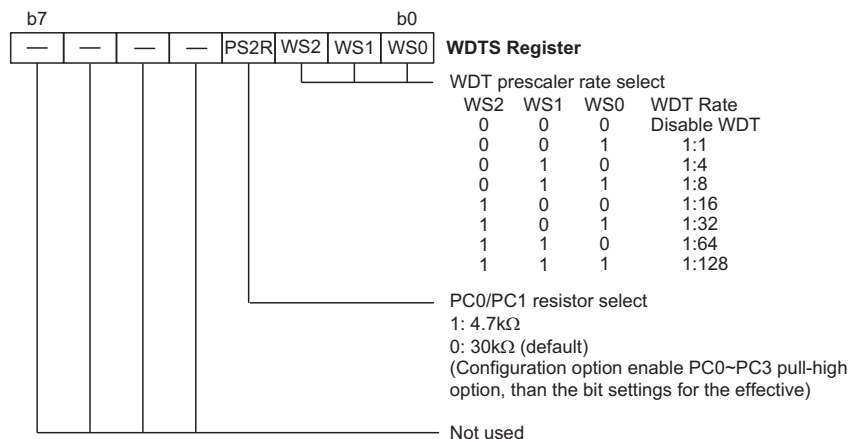 b7 b0
— — — — PS2R WS2 WS1 WS0 WDTS Register
WDT prescaler rate select
WS2 WS1 WS0 WDT Rate
0 0 0 Disable WDT
0 0 1 1:1
0 1 0 1:4
0 1 1 1:8
1 0 0 1:16
1 0 1 1:32
1 1 0 1:64
1 1 1 1:128
PC0/PC1 resistor select
1: 4.7kΩ
0: 30kΩ (default)
(Configuration option enable PC0~PC3 pull-high
option, than the bit settings for the effective)
Not used